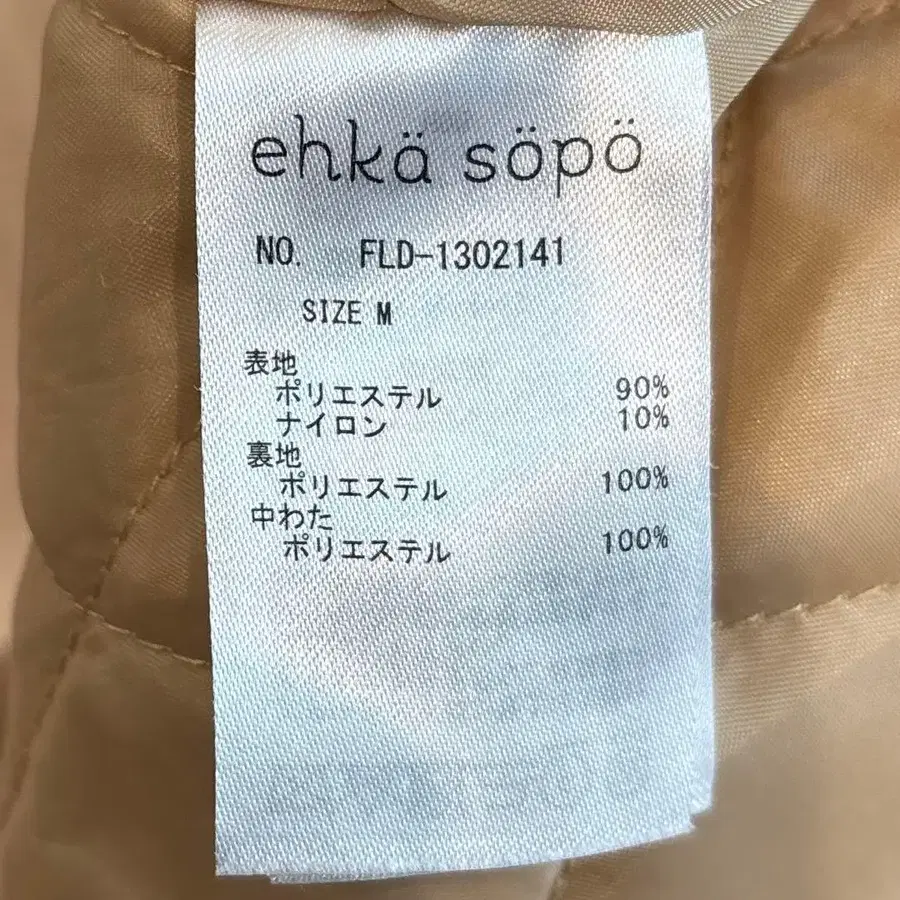 ehkä söpö
NO. FLD-1302141
SIZE M
表地
ポリエステル 90%
ナイロン 10%
裏地
ポリエステル 100%
中わた
ポリエステル 100%